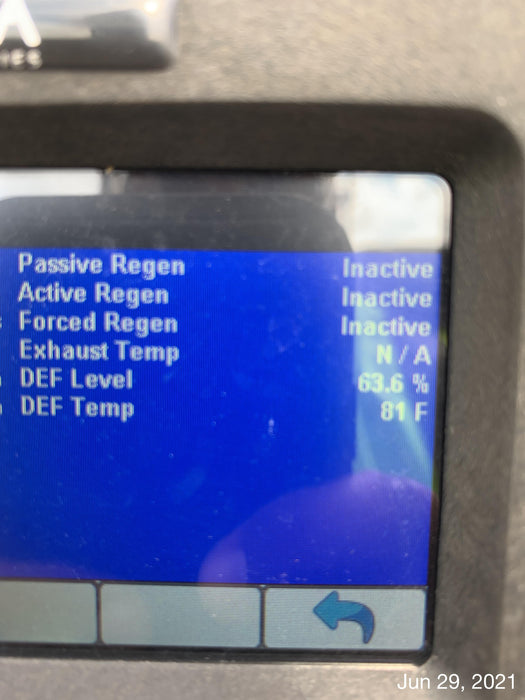 IES
Passive Regen Inactive
Active Regen Inactive
Forced Regen Inactive
Exhaust Temp N / A
DEF Level 63.6 %
DEF Temp 81 F
Jun 29, 2021